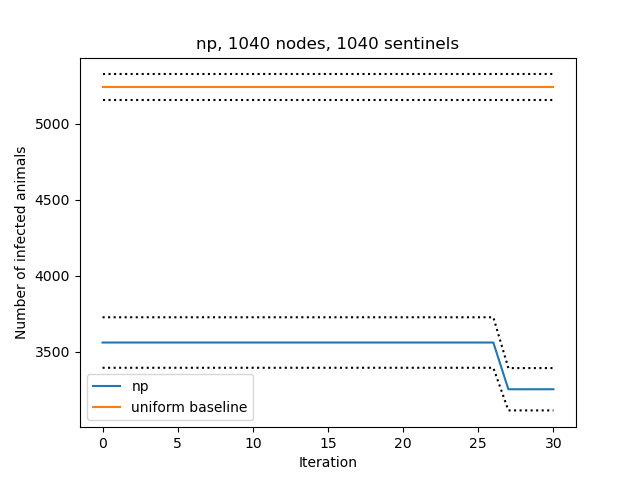 np, 1040 nodes, 1040 sentinels
Number of infected animals
5000
4500
4000
3500
np
uniform baseline
0 5 10 15 20 25 30
Iteration